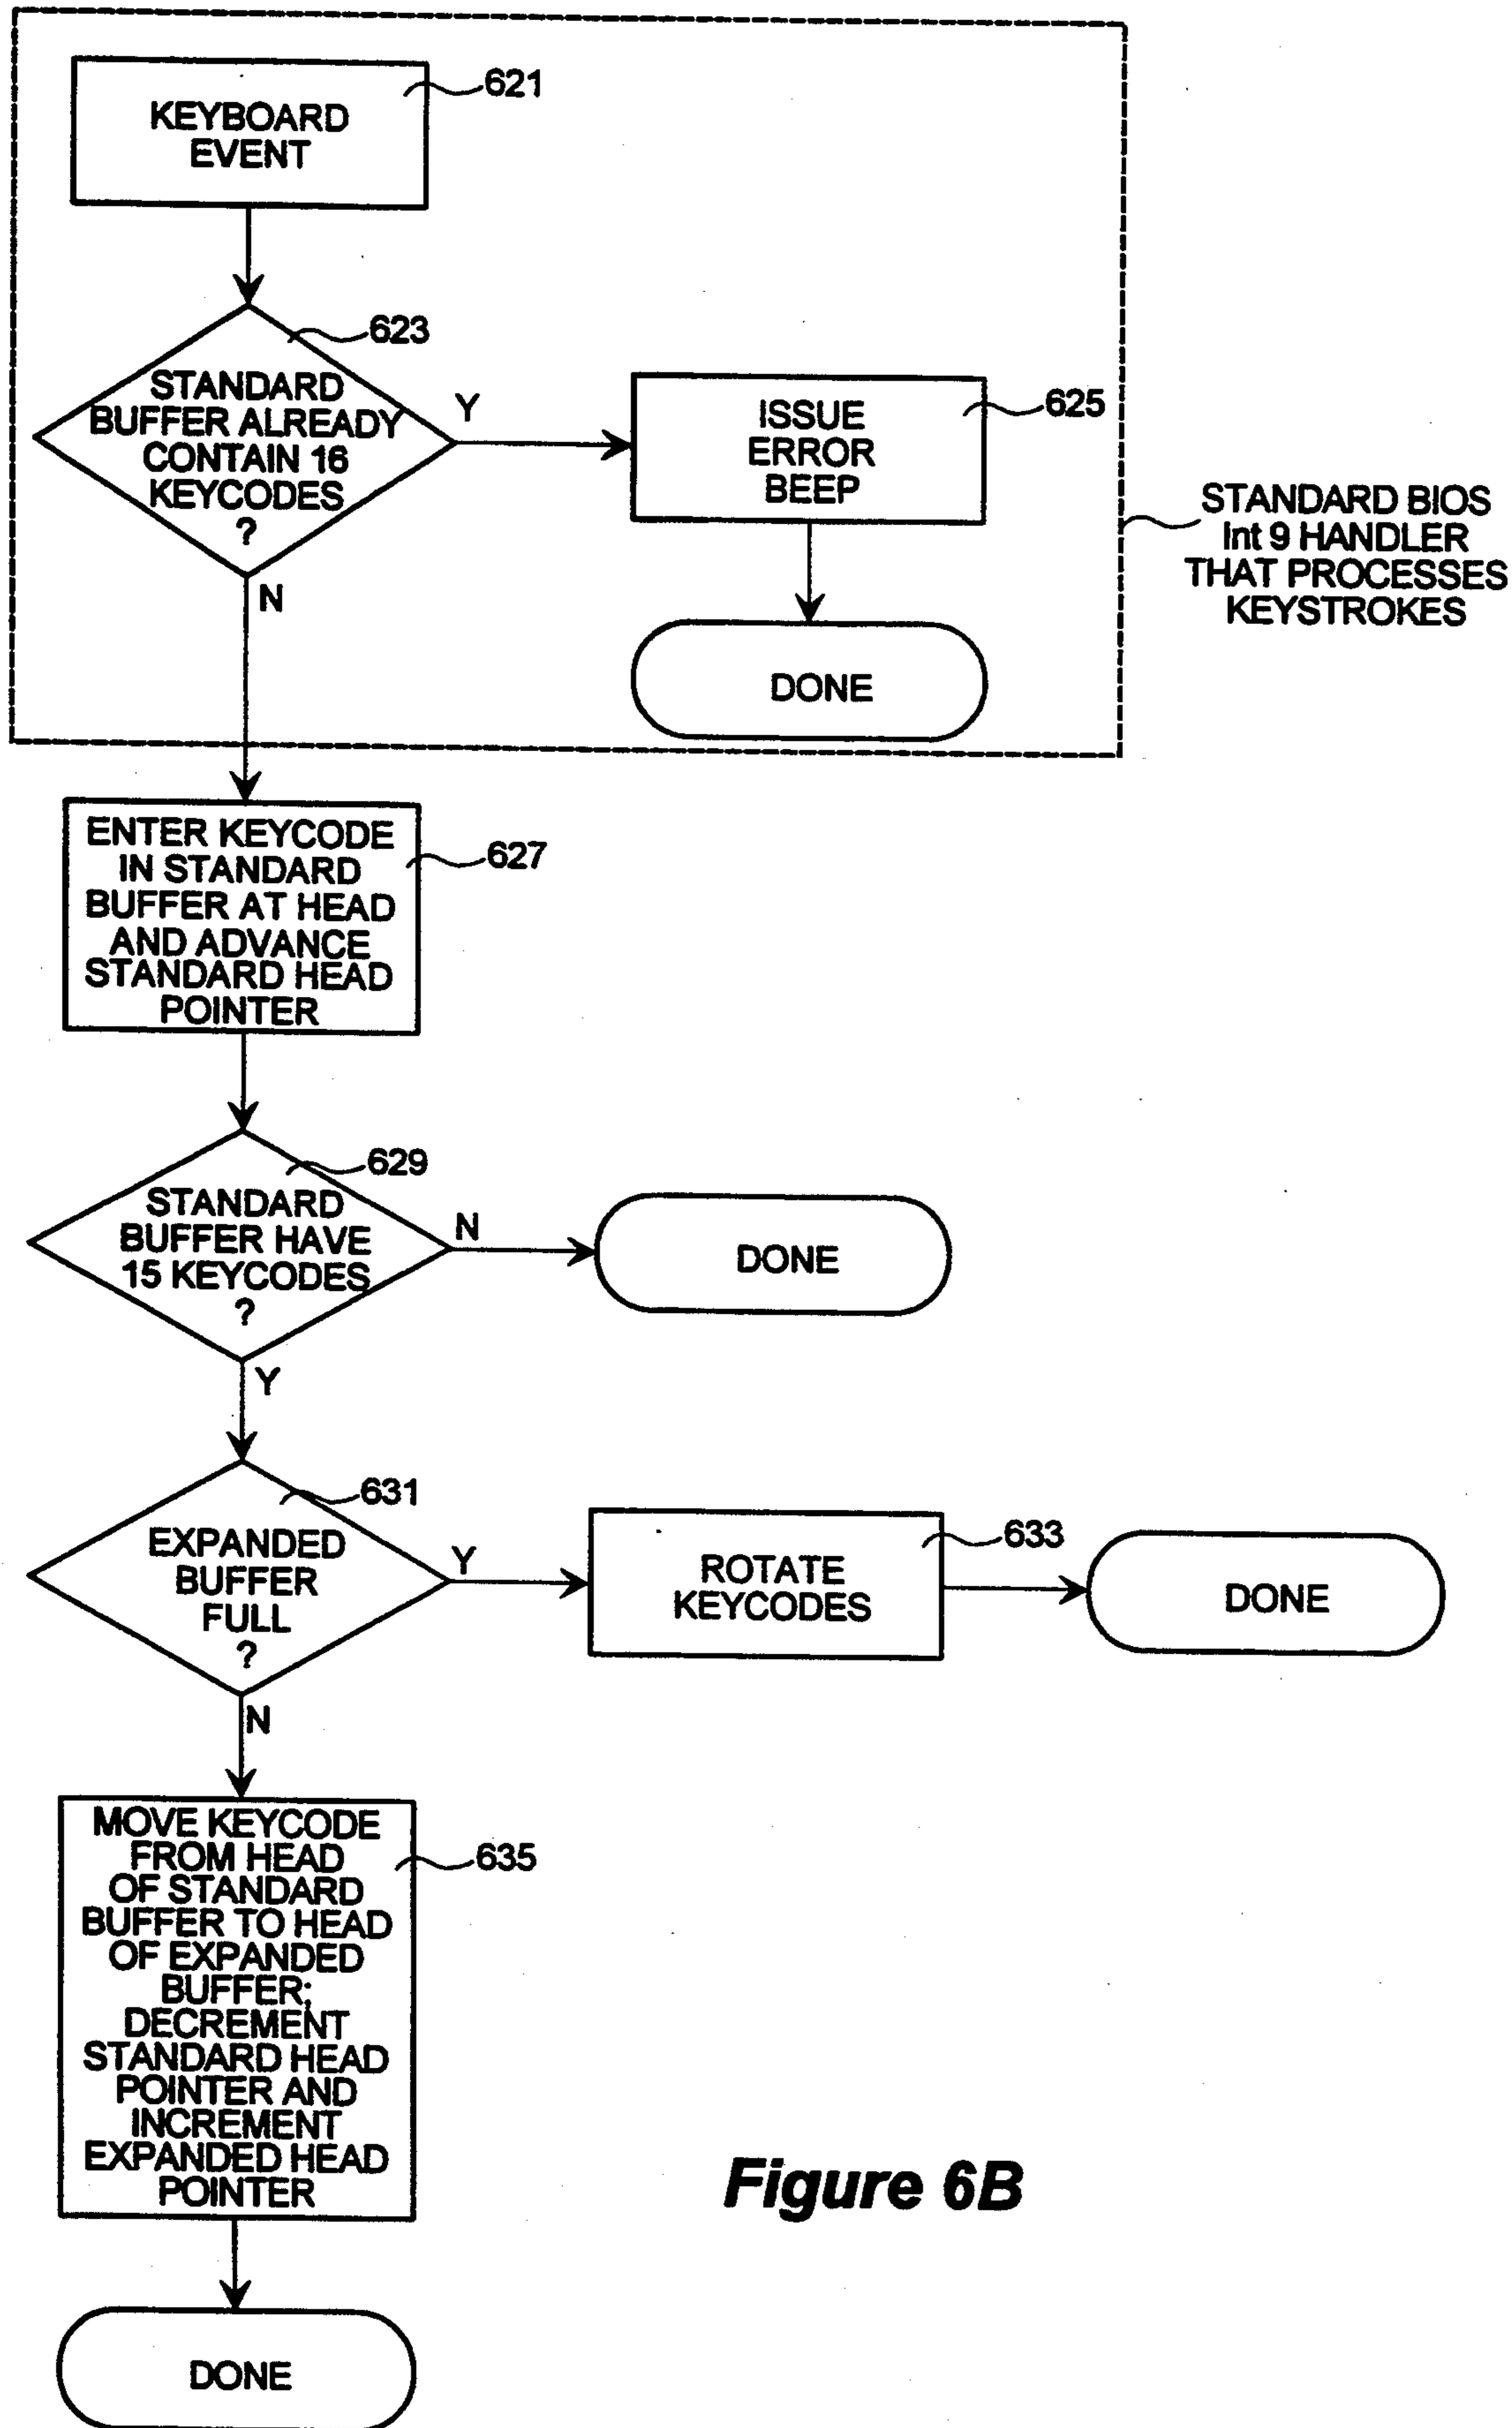 KEYBOARD
EVENT
621
623
STANDARD
BUFFER ALREADY
CONTAIN 16
KEYCODES
?
Y
N
ISSUE
ERROR
BEEP
625
DONE
STANDARD BIOS
Int 9 HANDLER
THAT PROCESSES
KEYSTROKES
ENTER KEYCODE
IN STANDARD
BUFFER AT HEAD
AND ADVANCE
STANDARD HEAD
POINTER
627
629
STANDARD
BUFFER HAVE
15 KEYCODES
?
N
DONE
Y
631
EXPANDED
BUFFER
FULL
?
Y
ROTATE
KEYCODES
633
DONE
N
MOVE KEYCODE
FROM HEAD
OF STANDARD
BUFFER TO HEAD
OF EXPANDED
BUFFER;
DECREMENT
STANDARD HEAD
POINTER AND
INCREMENT
EXPANDED HEAD
POINTER
635
DONE
Figure 6B